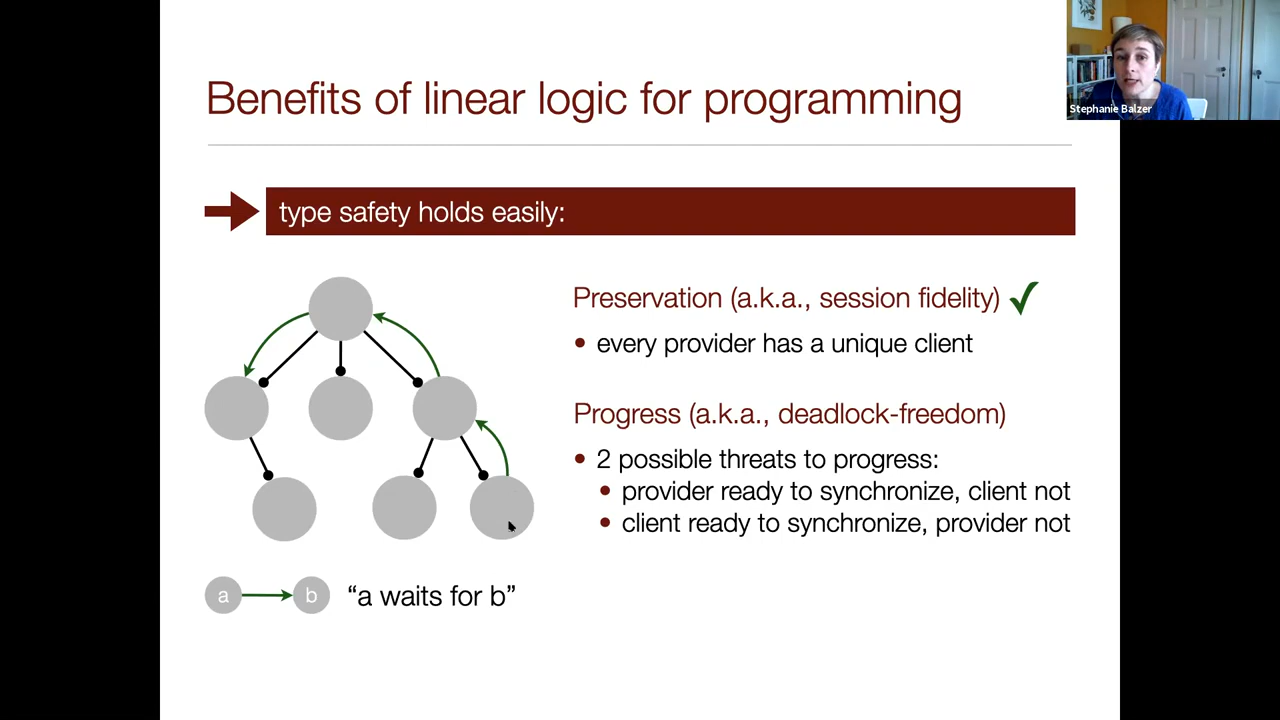 Benefits of linear logic for programming
Stephanie Balzer
type safety holds easily:
Preservation (a.k.a., session fidelity) ✓
• every provider has a unique client
Progress (a.k.a., deadlock-freedom)
• 2 possible threats to progress:
• provider ready to synchronize, client not
• client ready to synchronize, provider not
a b “a waits for b”